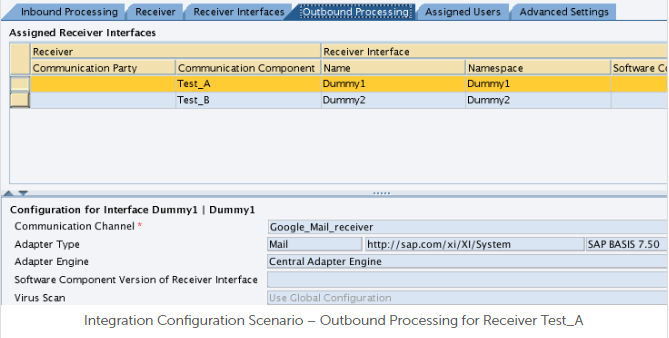 Inbound Processing Receiver Receiver Interfaces Outbound Processing Assigned Users Advanced Settings
Assigned Receiver Interfaces
Receiver Receiver Interface
Communication Party Communication Component Name Namespace Software Co
Test_A Dummy1 Dummy1
Test_B Dummy2 Dummy2
Configuration for Interface Dummy1 | Dummy1
Communication Channel * Google_Mail_receiver
Adapter Type Mail http://sap.com/xi/XI/System SAP BASIS 7.50
Adapter Engine Central Adapter Engine
Software Component Version of Receiver Interface
Virus Scan Use Global Configuration
Integration Configuration Scenario – Outbound Processing for Receiver Test_A